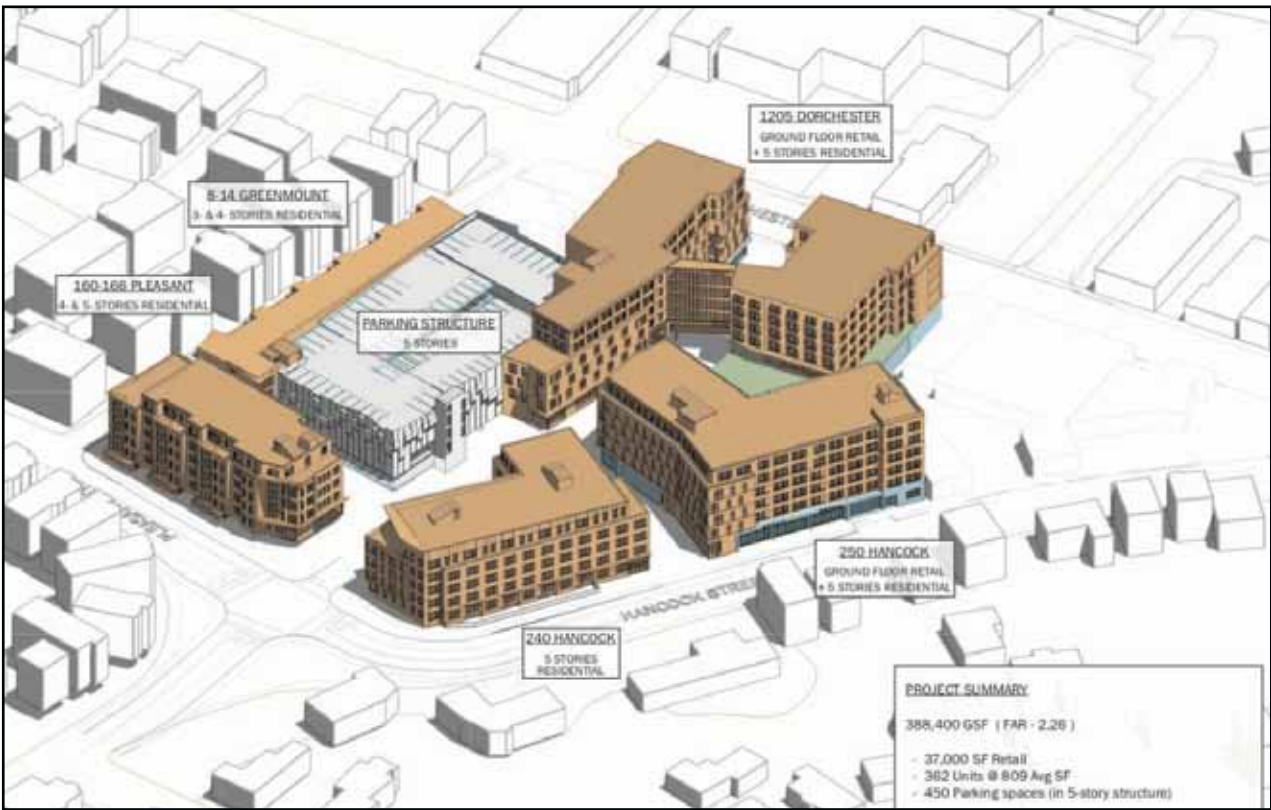 1205 DORCHESTER
GROUND FLOOR RETAIL
+ 5 STORIES RESIDENTIAL
8-14 GREENMOUNT
3- & 4- STORIES RESIDENTIAL
160-166 PLEASANT
4- & 5- STORIES RESIDENTIAL
PARKING STRUCTURE
5 STORIES
250 HANCOCK
GROUND FLOOR RETAIL
+ 5 STORIES RESIDENTIAL
HANCOCK STREE
240 HANCOCK
5 STORIES
RESIDENTIAL
PROJECT SUMMARY
388,400 GSF ( FAR - 2.26 )
- 37,000 SF Retail
- 362 Units @ 809 Avg SF
- 450 Parking spaces (in 5-story structure)